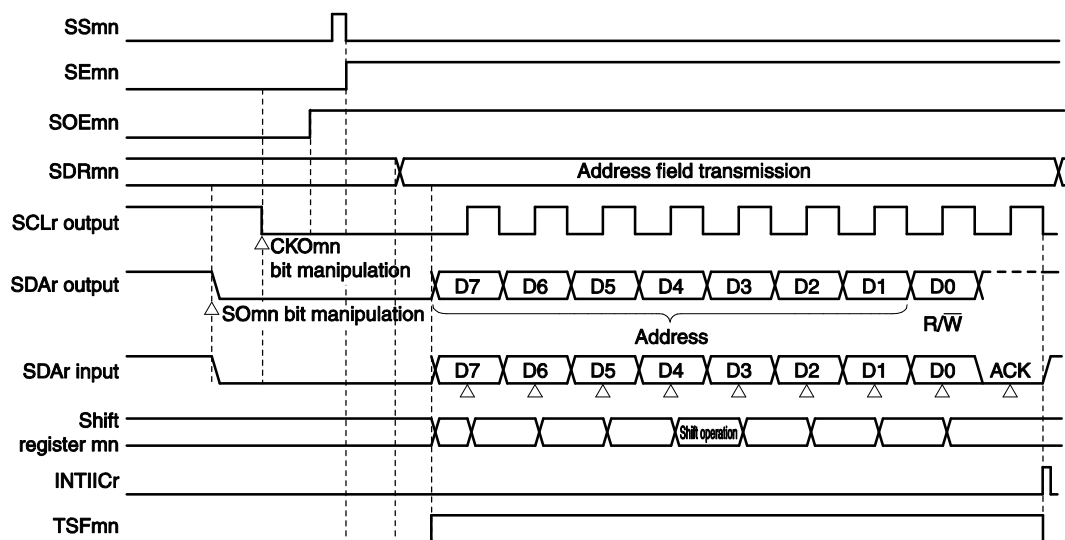 SSmn
SEmn
SOEmn
SDRmn
Address field transmission
SCLr output
CKOmn
bit manipulation
SDAr output
D7 D6 D5 D4 D3 D2 D1 D0
SOmn bit manipulation
Address
R/W̅
SDAr input
D7 D6 D5 D4 D3 D2 D1 D0 ACK
Shift
register mn
Shift operation
INTIICr
TSFmn